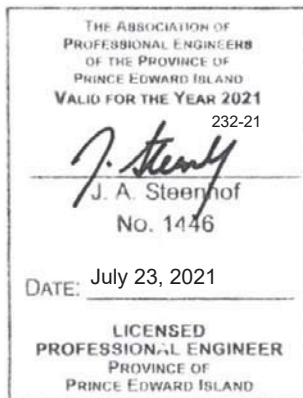 THE ASSOCIATION OF
PROFESSIONAL ENGINEERS
OF THE PROVINCE OF
PRINCE EDWARD ISLAND
VALID FOR THE YEAR 2021
232-21
J. Steenhof
J. A. Steenhof
No. 1446
DATE: July 23, 2021
LICENSED
PROFESSIONAL ENGINEER
PROVINCE OF
PRINCE EDWARD ISLAND